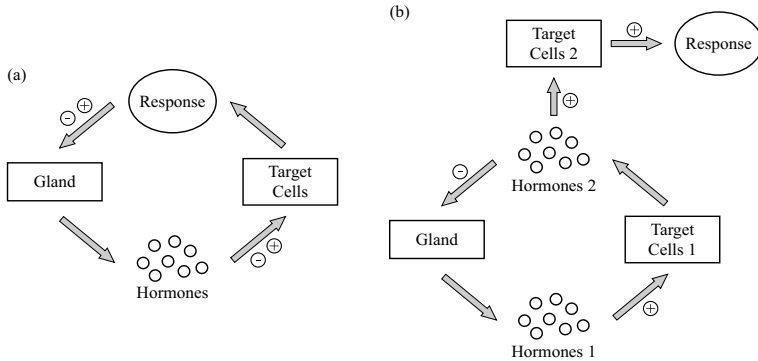 (a)
Response
- +
Gland
Target
Cells
Hormones
- +
(b)
Target
Cells 2
+
Response
+
Hormones 2
-
Gland
Target
Cells 1
Hormones 1
+